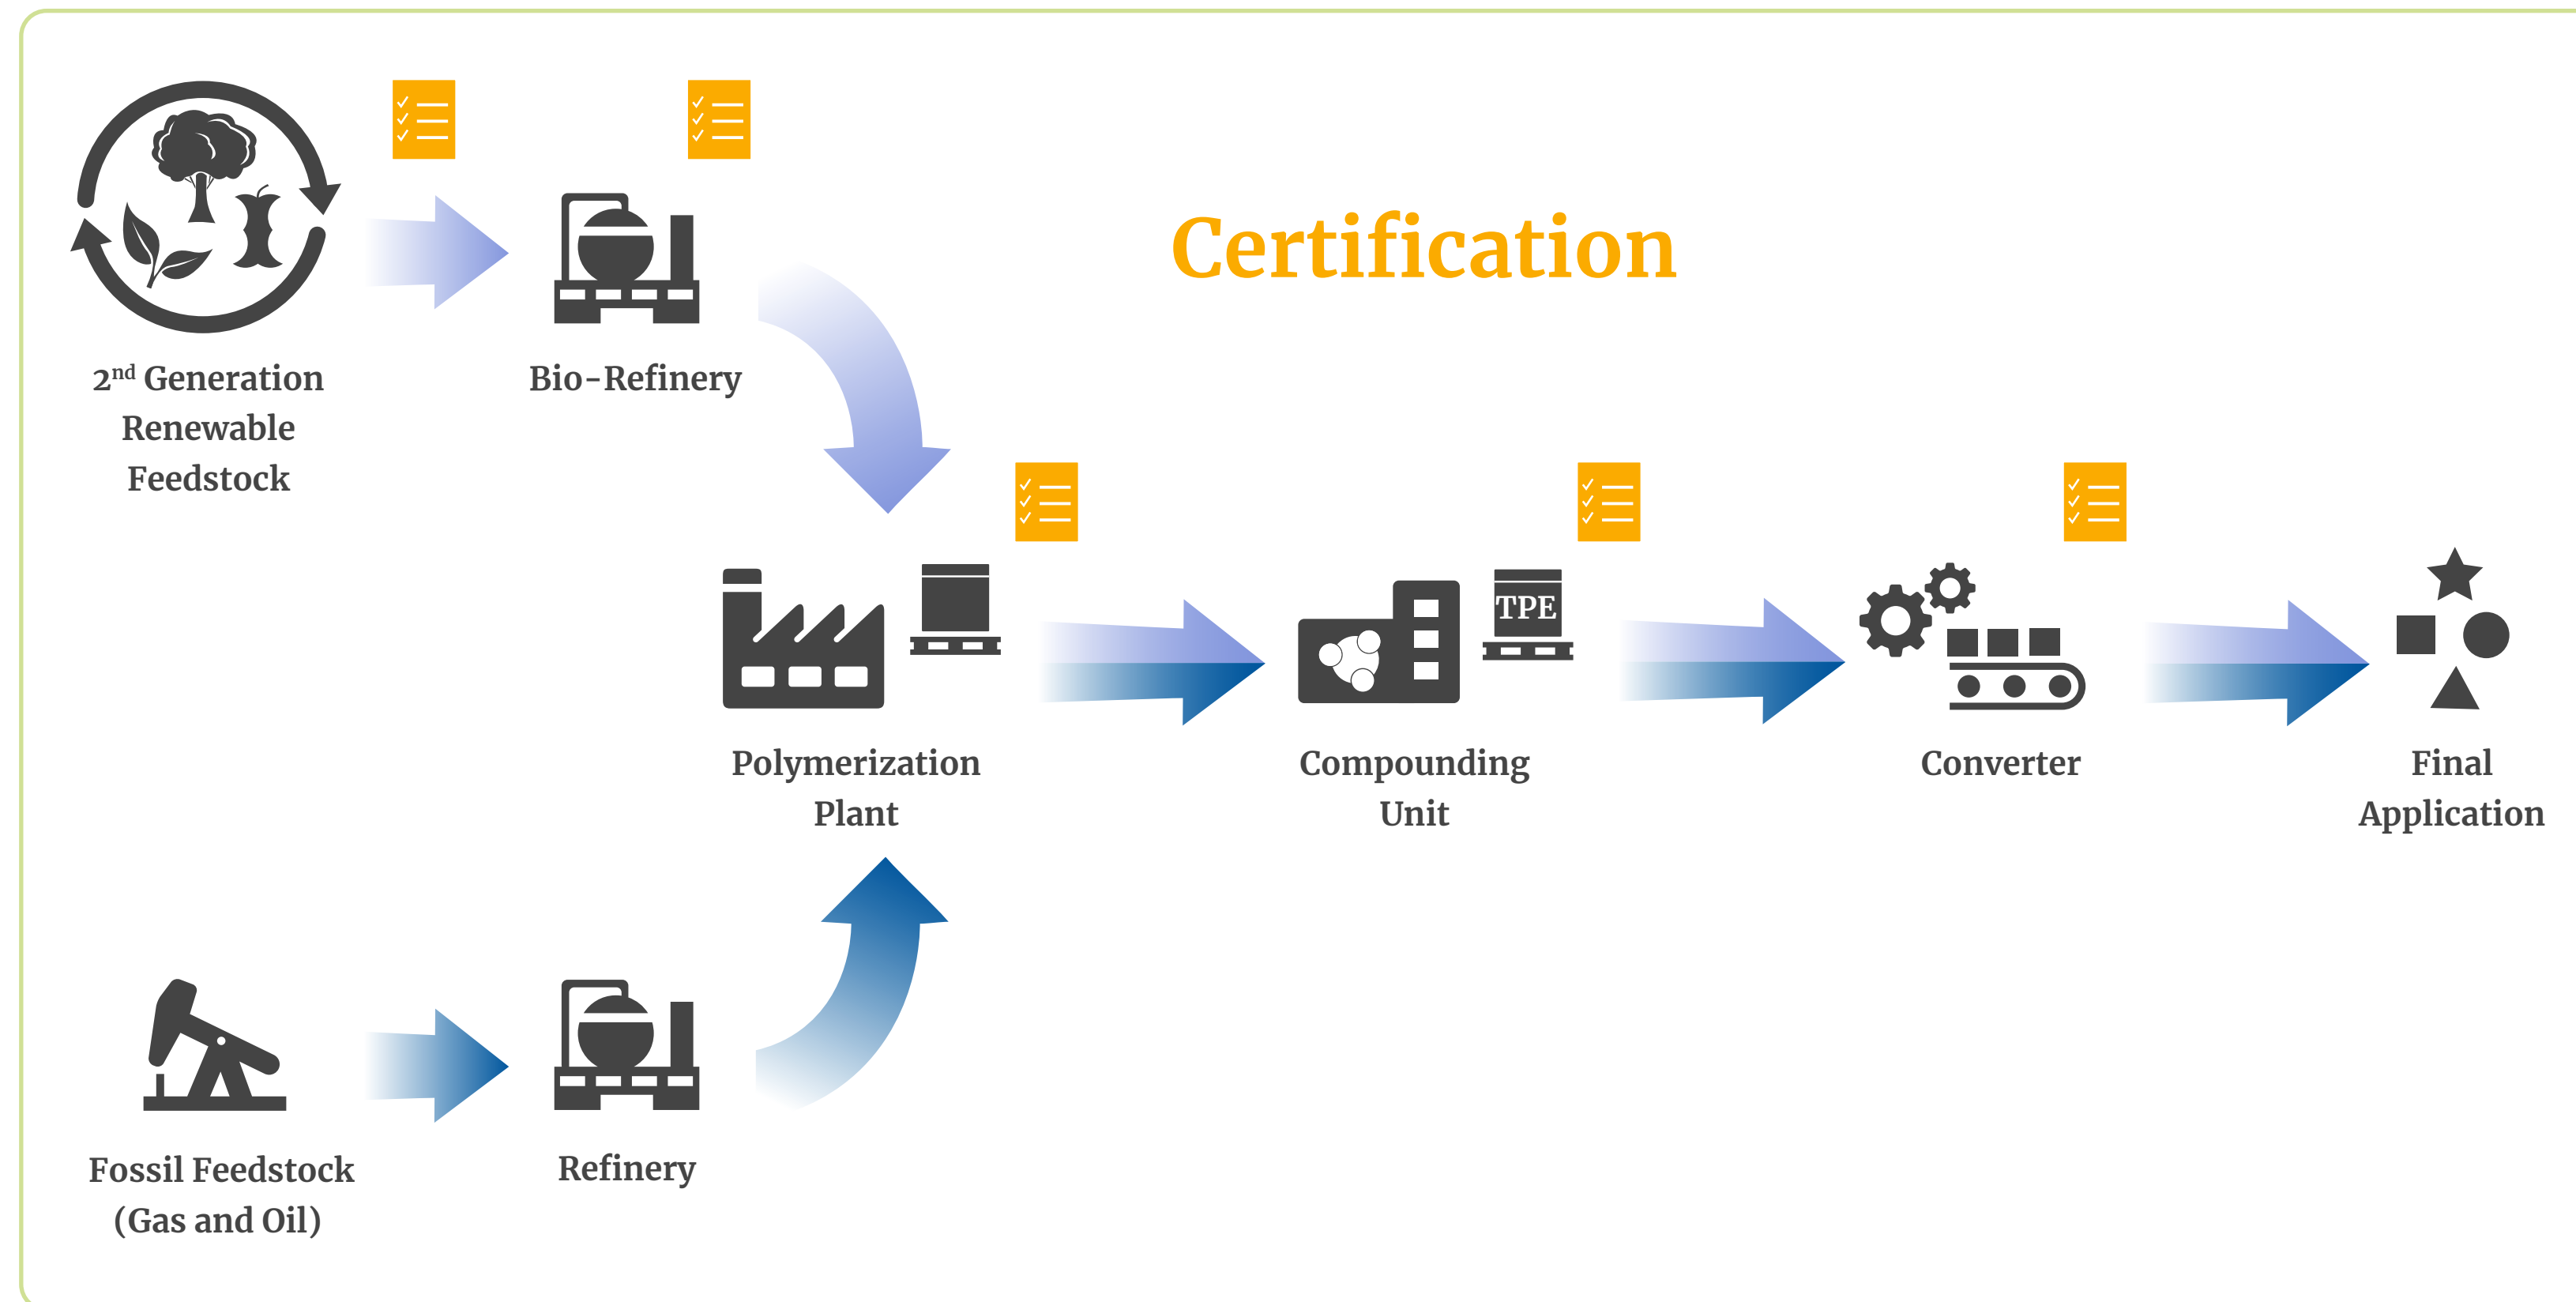 Certification
2nd Generation
Renewable
Feedstock
Bio-Refinery
TPE
Polymerization
Plant
Compounding
Unit
Converter
Final
Application
Fossil Feedstock
(Gas and Oil)
Refinery